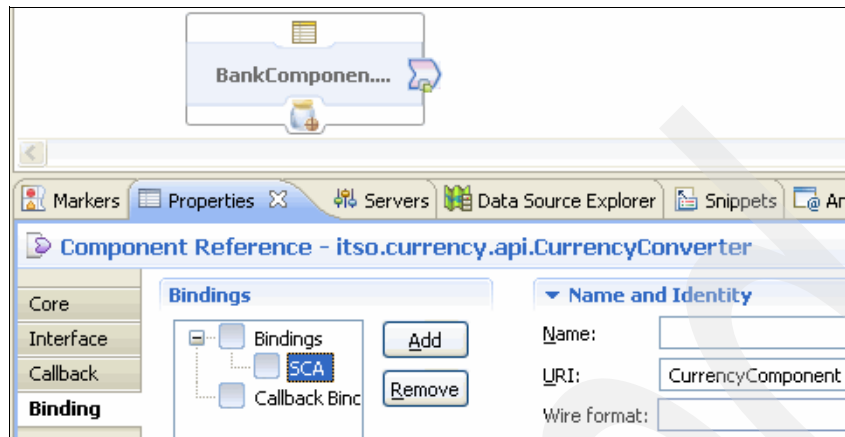 BankComponen....
Markers Properties Servers Data Source Explorer Snippets An
Component Reference - itso.currency.api.CurrencyConverter
Core
Interface
Callback
Binding
Bindings
Bindings
SCA
Callback Binc
Add
Remove
Name and Identity
Name:
URI: CurrencyComponent
Wire format: